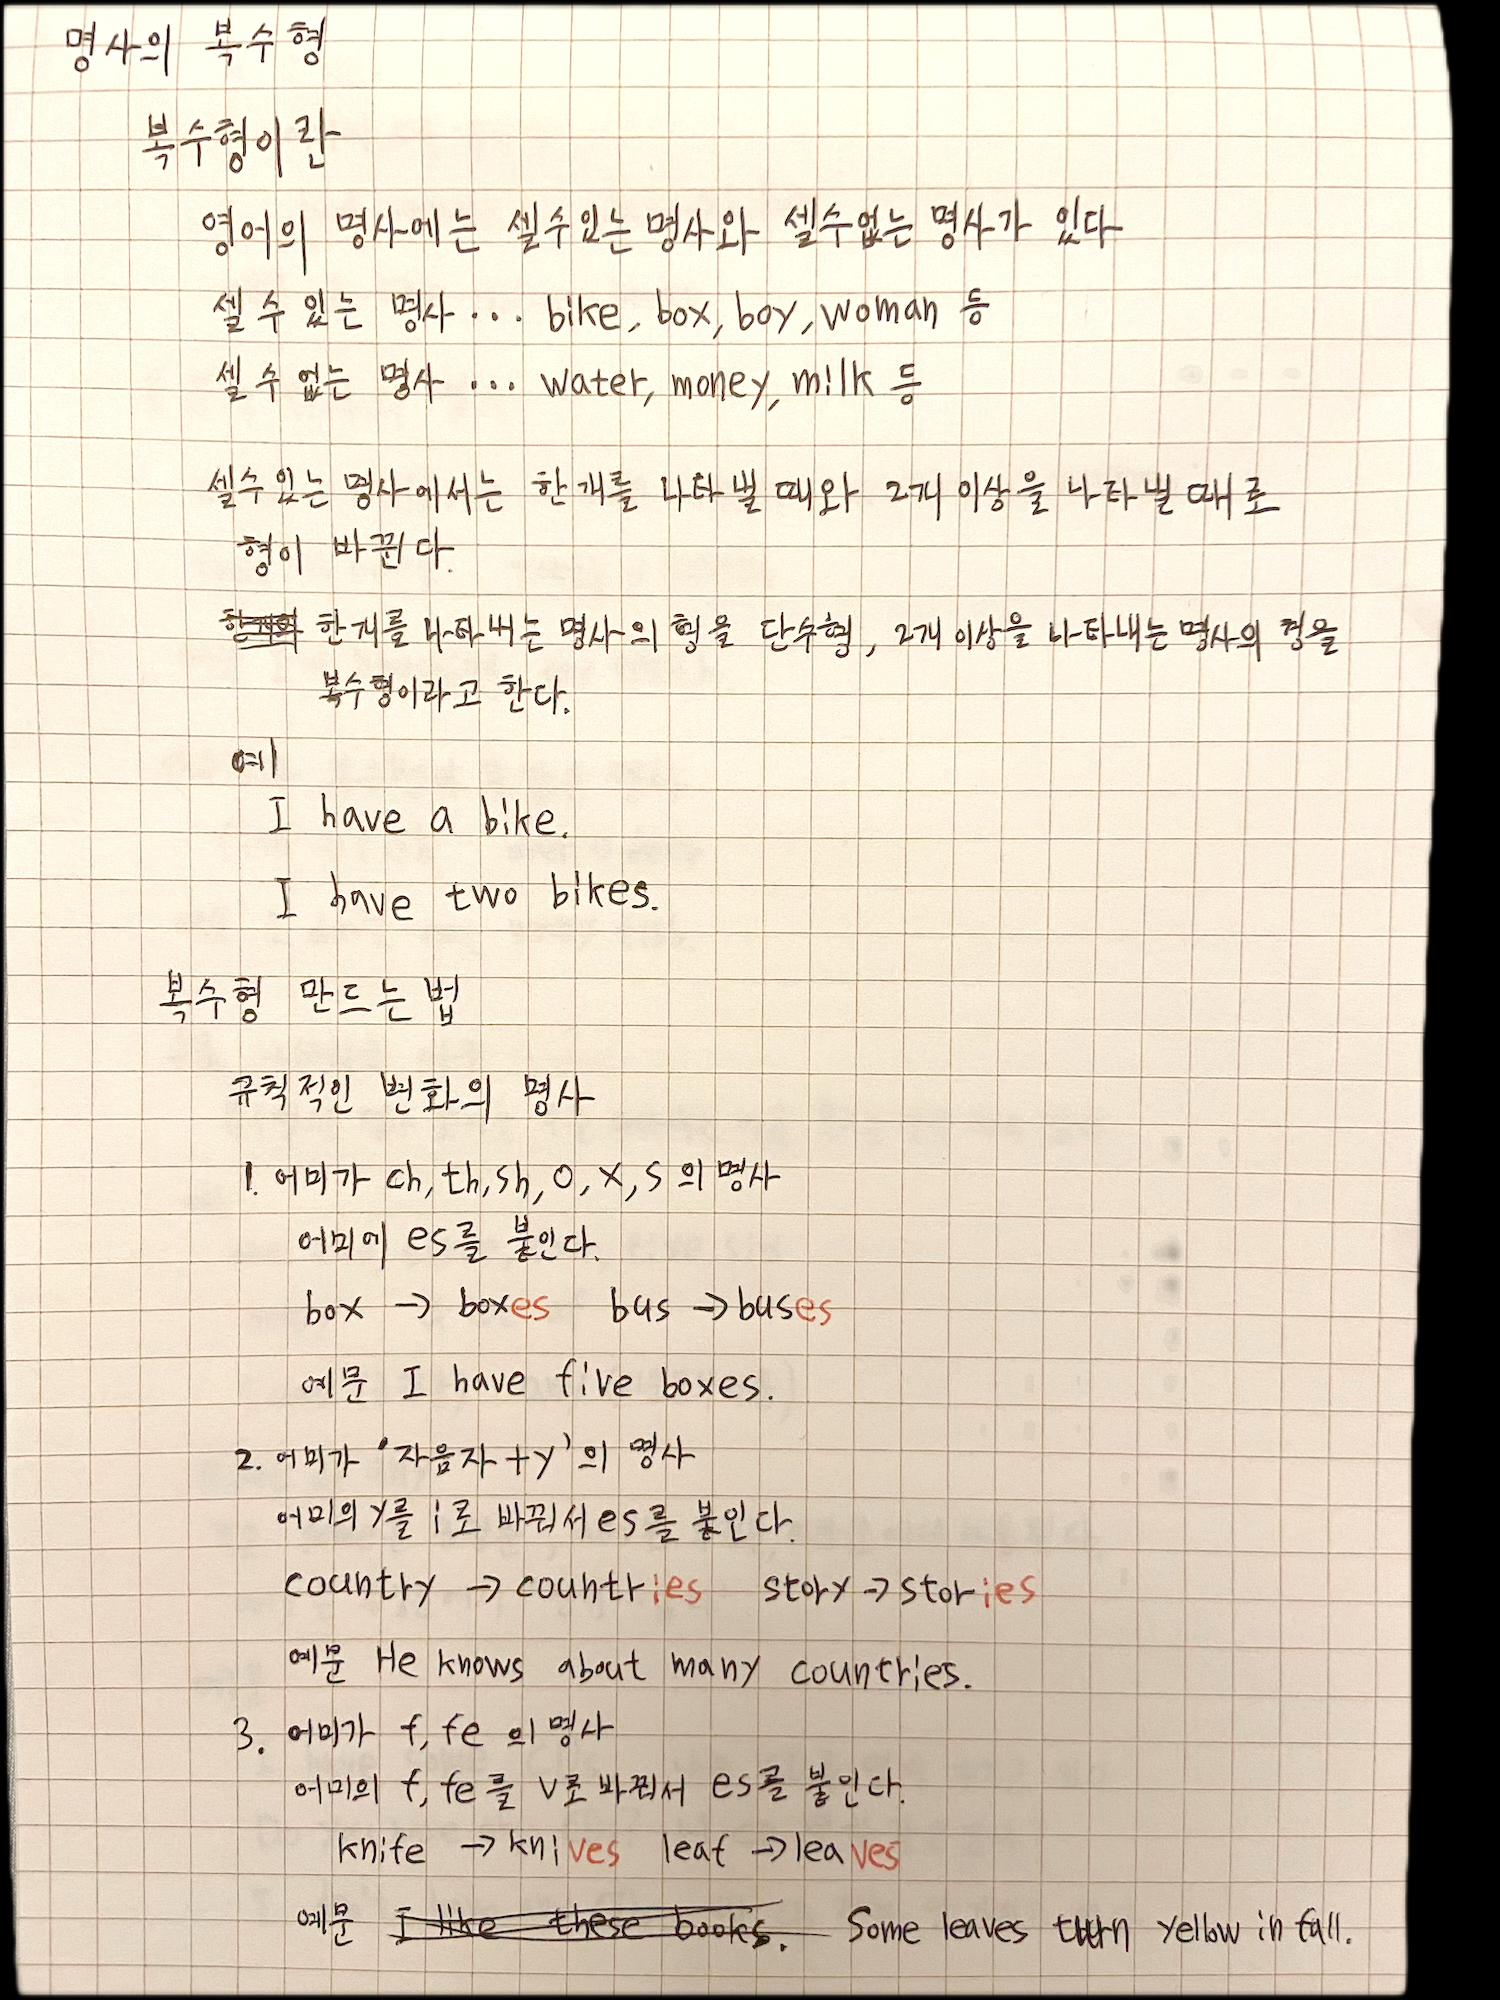 명사의 복수형
복수형이란
영어의 명사에는 셀수있는 명사와 셀수없는 명사가 있다
셀 수 있는 명사 ... bike, box, boy, woman 등
셀 수 없는 명사 ... water, money, milk 등
셀수있는 명사에서는 한 개를 나타낼 때와 2개 이상을 나타낼 때로
형이 바뀐다.
한 개를 나타내는 명사의 형을 단수형, 2개 이상을 나타내는 명사의 형을
복수형이라고 한다.
예
I have a bike.
I have two bikes.
복수형 만드는 법
규칙적인 변화의 명사
1. 어미가 ch, th, sh, o, x, s 의 명사
어미에 es를 붙인다.
box → boxes bus → buses
예문 I have five boxes.
2. 어미가 '자음자+y'의 명사
어미의 y를 i로 바꿔서 es를 붙인다.
country → countries story → stories
예문 He knows about many countries.
3. 어미가 f, fe 의 명사
어미의 f, fe를 v로 바꿔서 es를 붙인다.
knife → knives leaf → leaves
예문 I like these books. Some leaves turn yellow in fall.